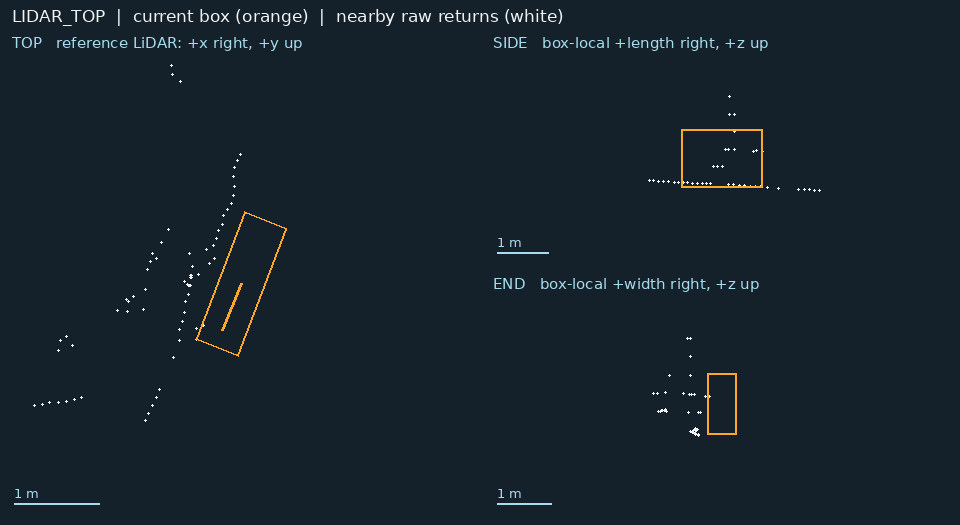 LIDAR_TOP | current box (orange) | nearby raw returns (white)
TOP reference LiDAR: +x right, +y up
SIDE box-local +length right, +z up
1 m
END box-local +width right, +z up
1 m
1 m